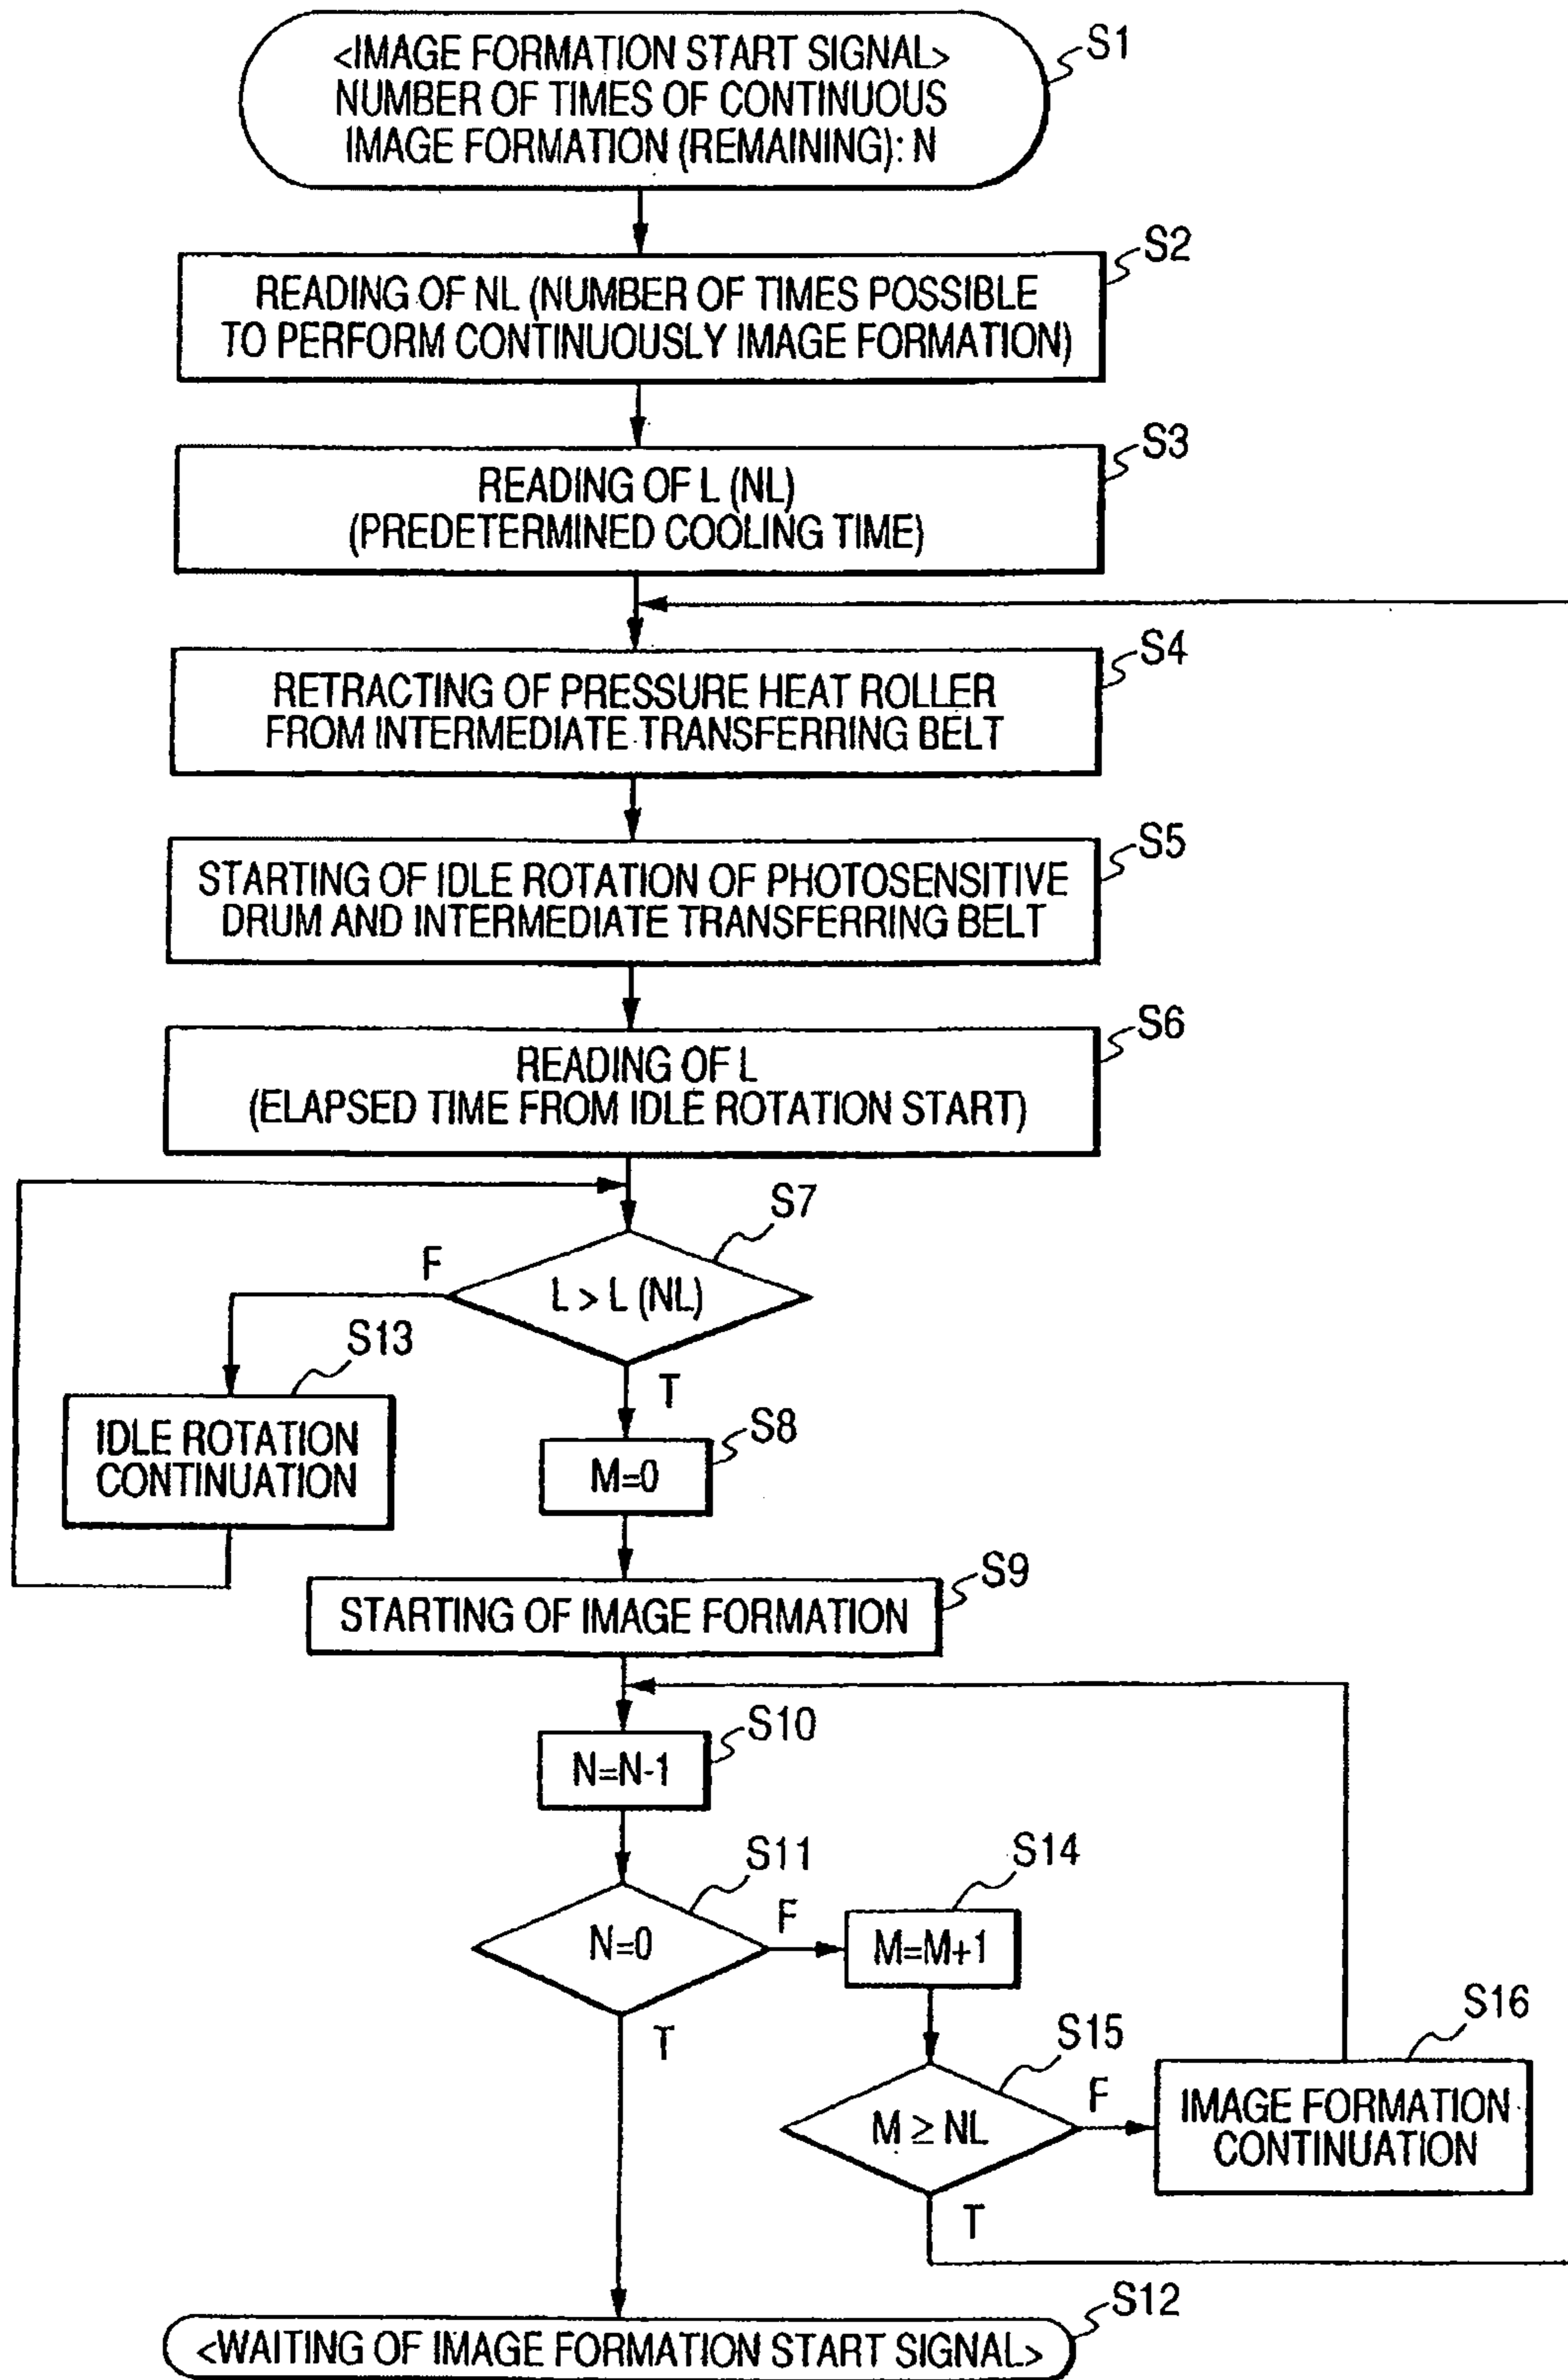 <IMAGE FORMATION START SIGNAL>
NUMBER OF TIMES OF CONTINUOUS
IMAGE FORMATION (REMAINING): N
S1
READING OF NL (NUMBER OF TIMES POSSIBLE
TO PERFORM CONTINUOUSLY IMAGE FORMATION)
S2
READING OF L (NL)
(PREDETERMINED COOLING TIME)
S3
RETRACTING OF PRESSURE HEAT ROLLER
FROM INTERMEDIATE TRANSFERRING BELT
S4
STARTING OF IDLE ROTATION OF PHOTOSENSITIVE
DRUM AND INTERMEDIATE TRANSFERRING BELT
S5
READING OF L
(ELAPSED TIME FROM IDLE ROTATION START)
S6
S7
F
L > L (NL)
T
S13
IDLE ROTATION
CONTINUATION
S8
M=0
S9
STARTING OF IMAGE FORMATION
S10
N=N-1
S11
N=0
F
T
S14
M=M+1
S15
M ≥ NL
F
T
S16
IMAGE FORMATION
CONTINUATION
S12
<WAITING OF IMAGE FORMATION START SIGNAL>